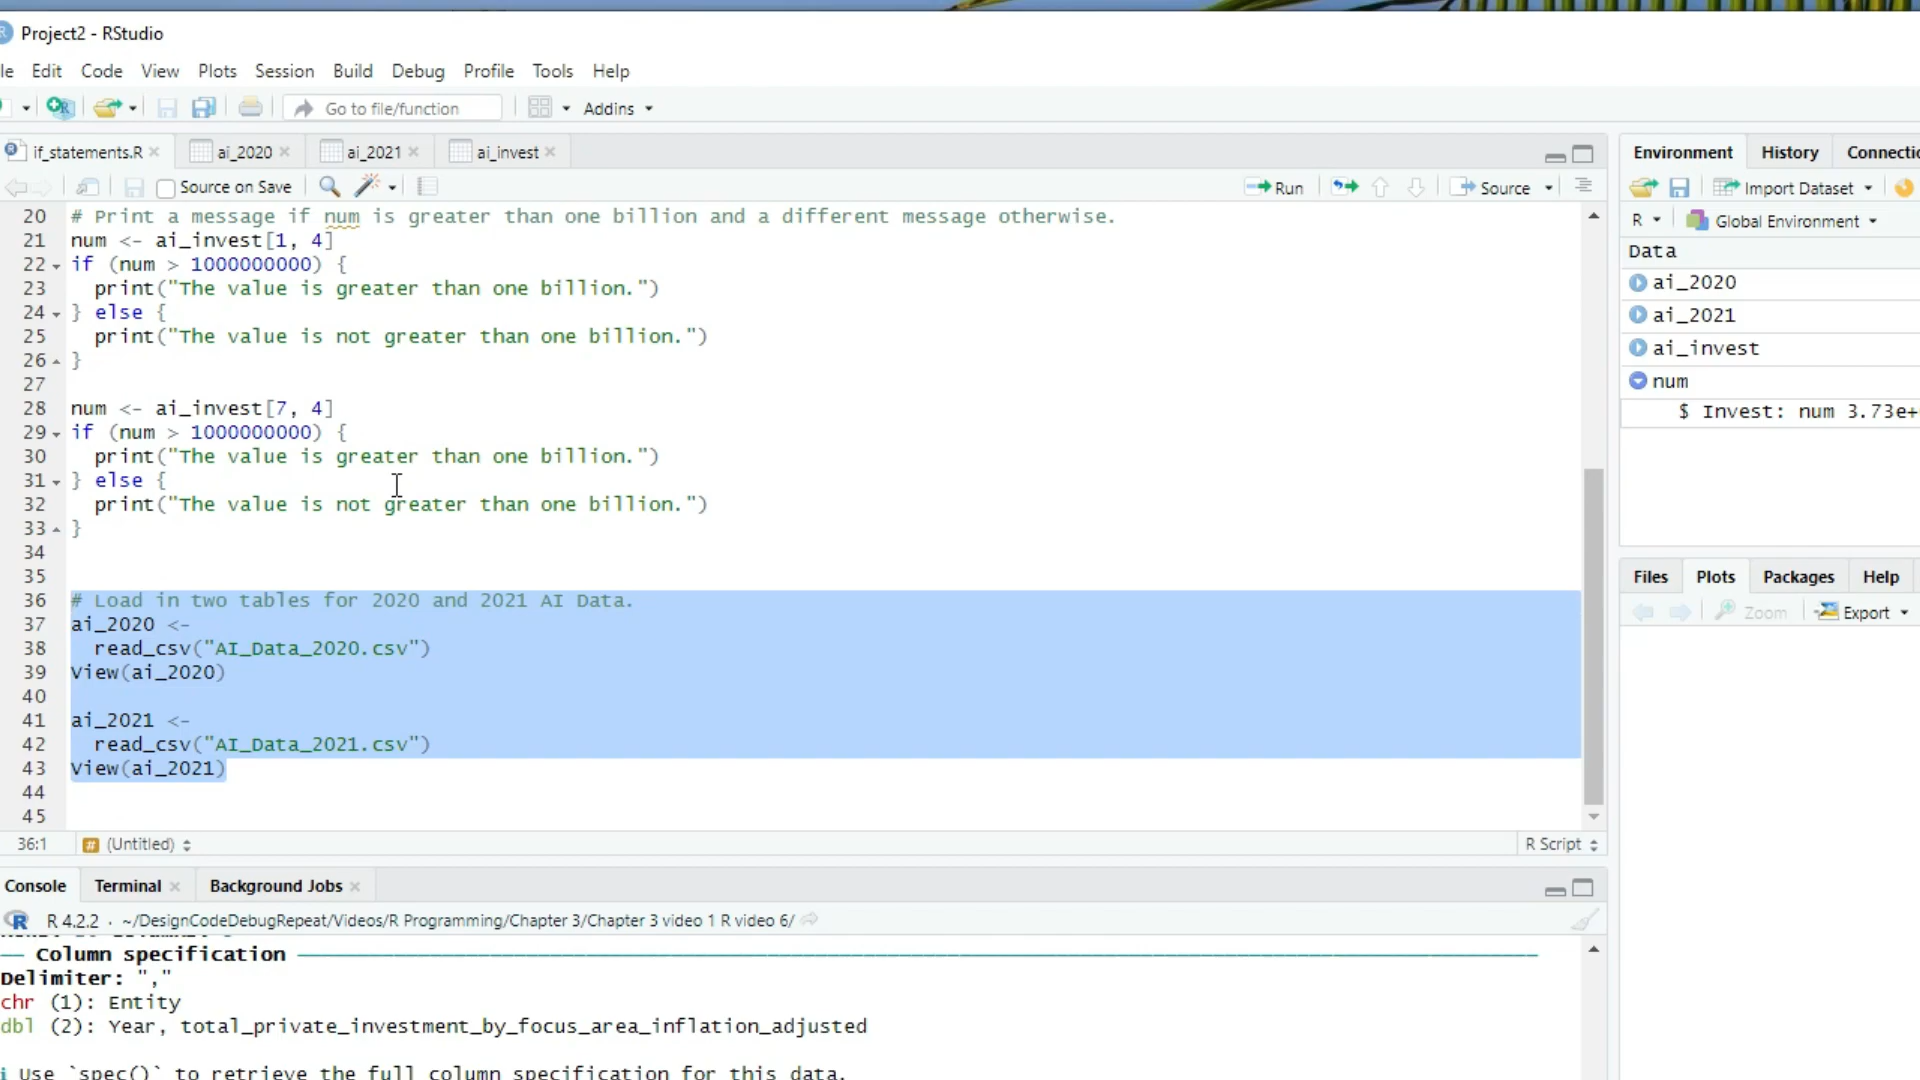 Project2 - RStudio
le Edit Code View Plots Session Build Debug Profile Tools Help
Go to file/function Addins
if_statements.R ai_2020 ai_2021 ai_invest
Source on Save Run Source
20 # Print a message if num is greater than one billion and a different message otherwise.
21 num <- ai_invest[1, 4]
22 if (num > 1000000000) {
23 print("The value is greater than one billion.")
24 } else {
25 print("The value is not greater than one billion.")
26 }
27
28 num <- ai_invest[7, 4]
29 if (num > 1000000000) {
30 print("The value is greater than one billion.")
31 } else {
32 print("The value is not greater than one billion.")
33 }
34
35
36 # Load in two tables for 2020 and 2021 AI Data.
37 ai_2020 <-
38 read_csv("AI_Data_2020.csv")
39 View(ai_2020)
40
41 ai_2021 <-
42 read_csv("AI_Data_2021.csv")
43 View(ai_2021)
44
45
36:1 # (Untitled) R Script
Console Terminal Background Jobs
R R 4.2.2 · ~/DesignCodeDebugRepeat/Videos/R Programming/Chapter 3/Chapter 3 video 1 R video 6/
Column specification
Delimiter: ","
chr (1): Entity
dbl (2): Year, total_private_investment_by_focus_area_inflation_adjusted
i Use `spec()` to retrieve the full column specification for this data.
Environment History Connectio
Import Dataset
R Global Environment
Data
ai_2020
ai_2021
ai_invest
num
$ Invest: num 3.73e+
Files Plots Packages Help
Zoom Export